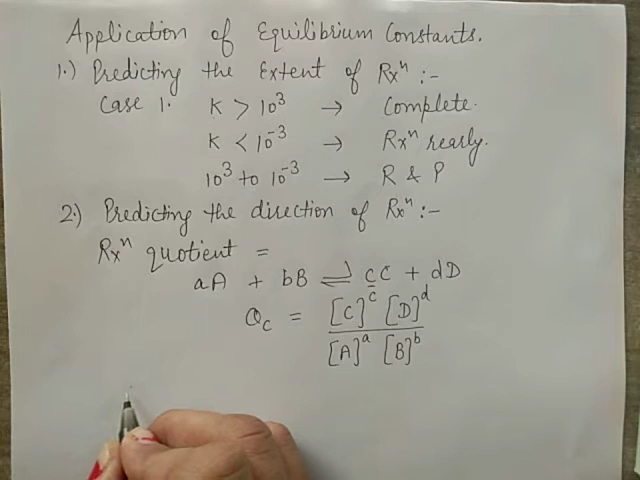 Application of Equilibrium Constants.
1.) Predicting the Extent of Rxⁿ :-
Case 1. K > 10³ → Complete.
K < 10⁻³ → Rxⁿ rearly.
10³ to 10⁻³ → R & P
2.) Predicting the direction of Rxⁿ :-
Rxⁿ quotient =
aA + bB ⇌ cC + dD
Qc = [C]ᶜ [D]ᵈ
[A]ᵃ [B]ᵇ